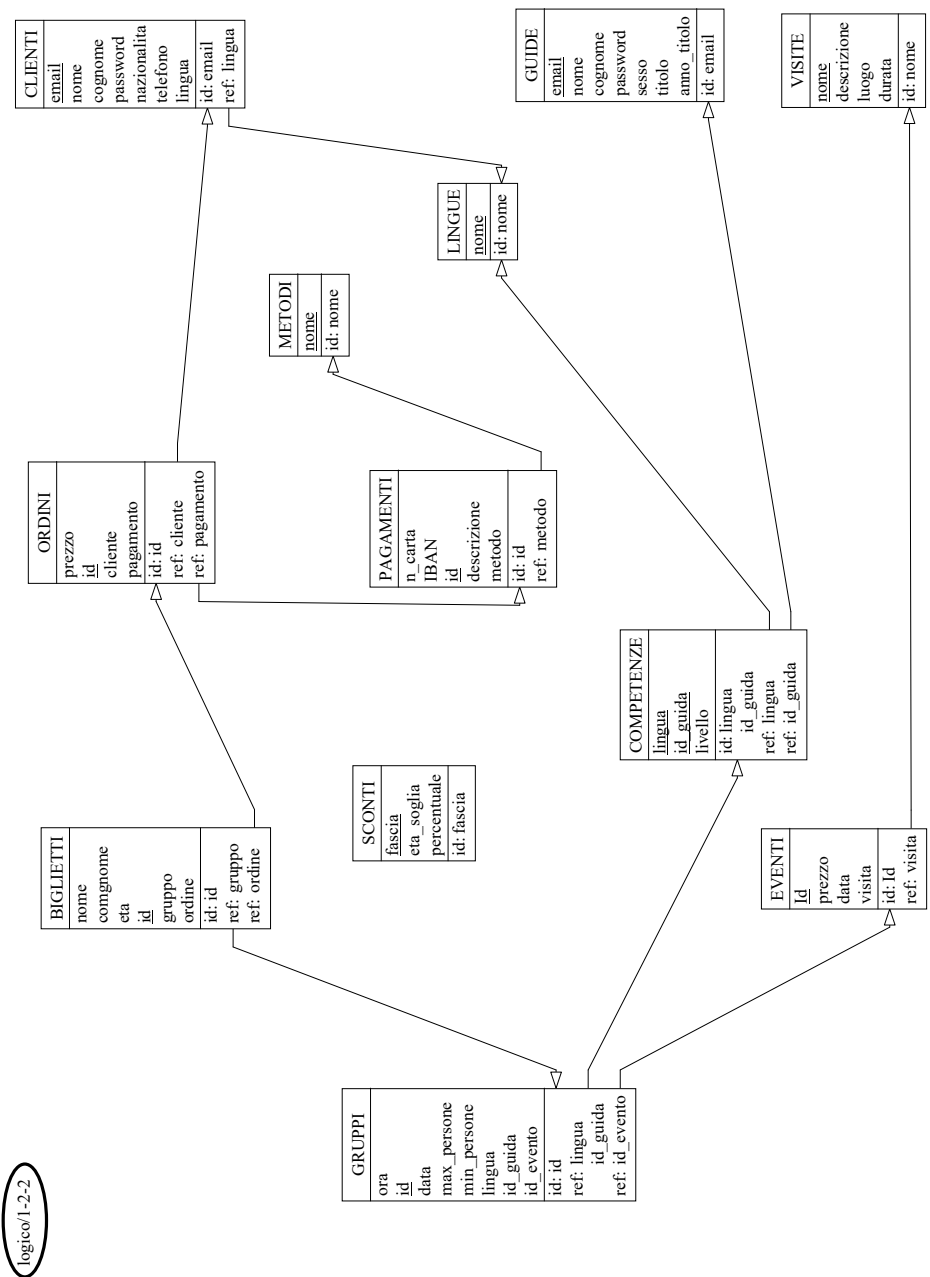 logico/1-2-2
GRUPPI
ora
id
data
max_persone
min_persone
lingua
id_guida
id_evento
id: id
ref: lingua
id_guida
ref: id_evento
BIGLIETTI
nome
comgnome
eta
id
gruppo
ordine
id: id
ref: gruppo
ref: ordine
SCONTI
fascia
eta_soglia
percentuale
id: fascia
EVENTI
Id
prezzo
data
visita
id: Id
ref: visita
COMPETENZE
lingua
id_guida
livello
id: lingua
id_guida
ref: lingua
ref: id_guida
ORDINI
prezzo
id
cliente
pagamento
id: id
ref: cliente
ref: pagamento
PAGAMENTI
n_carta
IBAN
id
descrizione
metodo
id: id
ref: metodo
METODI
nome
id: nome
LINGUE
nome
id: nome
CLIENTI
email
nome
cognome
password
nazionalita
telefono
lingua
id: email
ref: lingua
GUIDE
email
nome
cognome
password
sesso
titolo
anno_titolo
id: email
VISITE
nome
descrizione
luogo
durata
id: nome